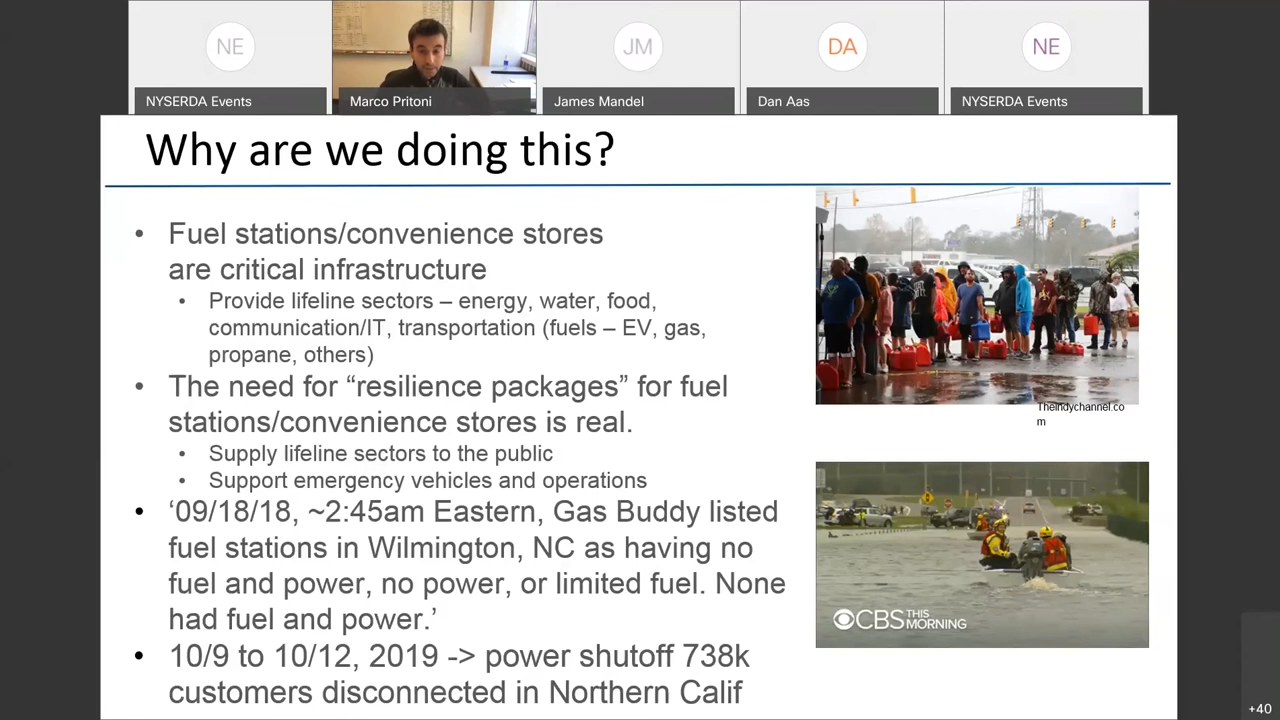 NE
JM
DA
NE
NYSERDA Events
Marco Pritoni
James Mandel
Dan Aas
NYSERDA Events
Why are we doing this?
• Fuel stations/convenience stores
are critical infrastructure
• Provide lifeline sectors – energy, water, food,
communication/IT, transportation (fuels – EV, gas,
propane, others)
• The need for “resilience packages” for fuel
stations/convenience stores is real.
• Supply lifeline sectors to the public
• Support emergency vehicles and operations
• ‘09/18/18, ~2:45am Eastern, Gas Buddy listed
fuel stations in Wilmington, NC as having no
fuel and power, no power, or limited fuel. None
had fuel and power.’
• 10/9 to 10/12, 2019 -> power shutoff 738k
customers disconnected in Northern Calif
Theindychannel.co
m
CBS THIS
MORNING
+40